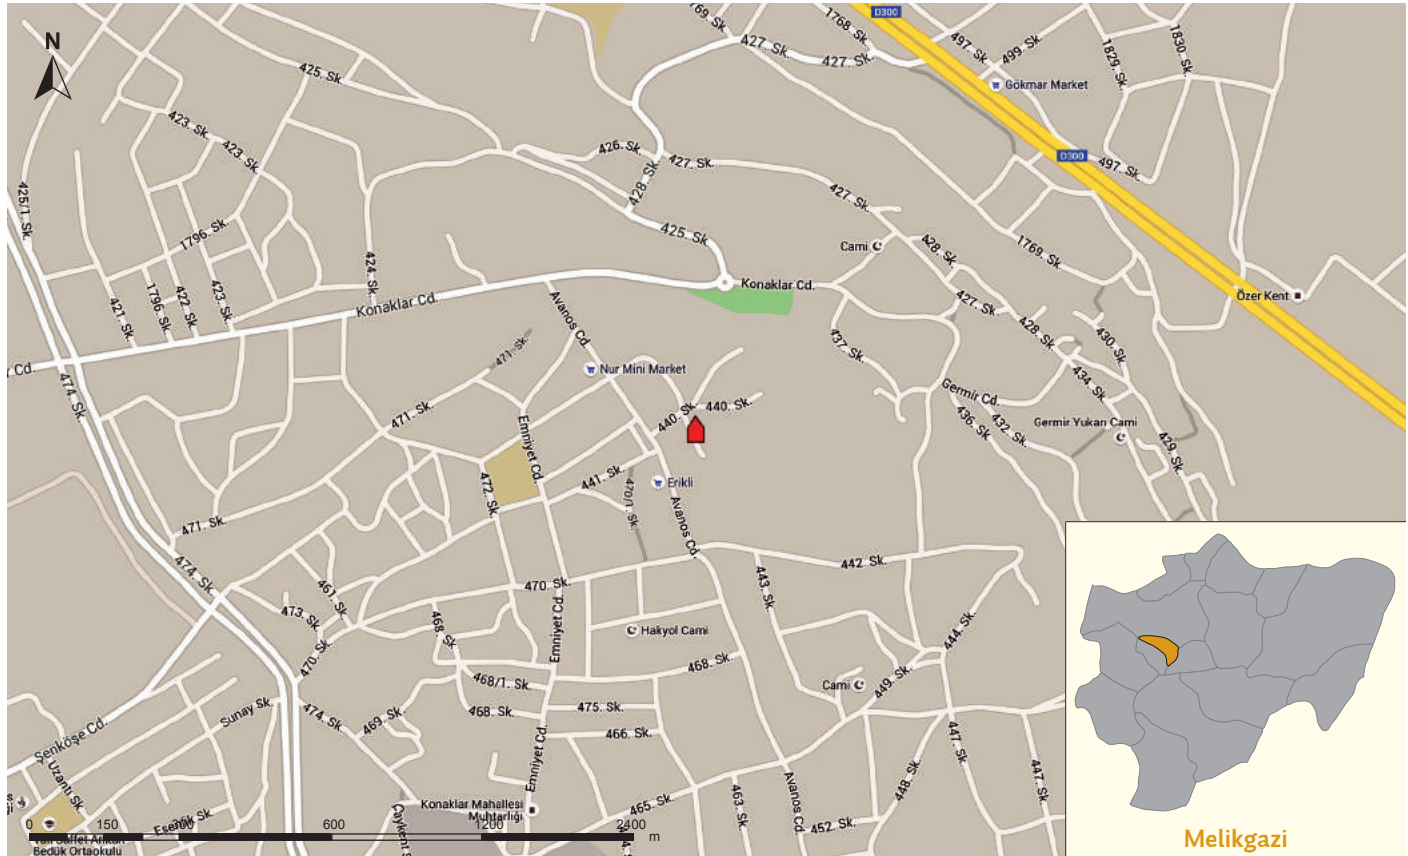 N
D300
769. Sk.
1768. Sk.
427. Sk.
427. Sk.
497. Sk.
499. Sk.
1829. Sk.
1830. Sk.
425. Sk.
Gökmar Market
423. Sk.
423. Sk.
426. Sk.
427. Sk.
D300
497. Sk.
425/1. Sk.
428. Sk.
427. Sk.
1796. Sk.
425. Sk.
Cami
428. Sk.
1769. Sk.
424. Sk.
421. Sk.
1796. Sk.
422. Sk.
423. Sk.
Konaklar Cd.
Konaklar Cd.
Avanos Cd.
427. Sk.
428. Sk.
430. Sk.
Özer Kent
r Cd.
474. Sk.
471. Sk.
Nur Mini Market
437. Sk.
434. Sk.
Germir Cd.
471. Sk.
440. Sk.
440. Sk.
436. Sk.
432. Sk.
Germir Yukarı Cami
429. Sk.
Emniyet Cd.
472. Sk.
441. Sk.
470/1. Sk.
Erikli
Avanos Cd.
471. Sk.
474. Sk.
470. Sk.
442. Sk.
443. Sk.
461. Sk.
473. Sk.
468. Sk.
Emniyet Cd.
Hakyol Cami
444. Sk.
470. Sk.
468/1. Sk.
468. Sk.
Cami
449. Sk.
Sunay Sk.
474. Sk.
469. Sk.
468. Sk.
475. Sk.
466. Sk.
447. Sk.
Şenköşe Cd.
Uzantı Sk.
Emniyet Cd.
Avanos Cd.
448. Sk.
447. Sk.
463. Sk.
Konaklar Mahallesi
Muhtarlığı
465. Sk.
452. Sk.
Esenlik Sk.
0 150 300 600 1200 2400 m
Bedük Ortaokulu
Melikgazi